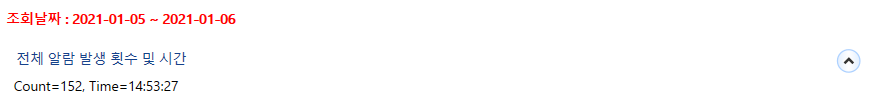 조회날짜 : 2021-01-05 ~ 2021-01-06
전체 알람 발생 횟수 및 시간
Count=152, Time=14:53:27